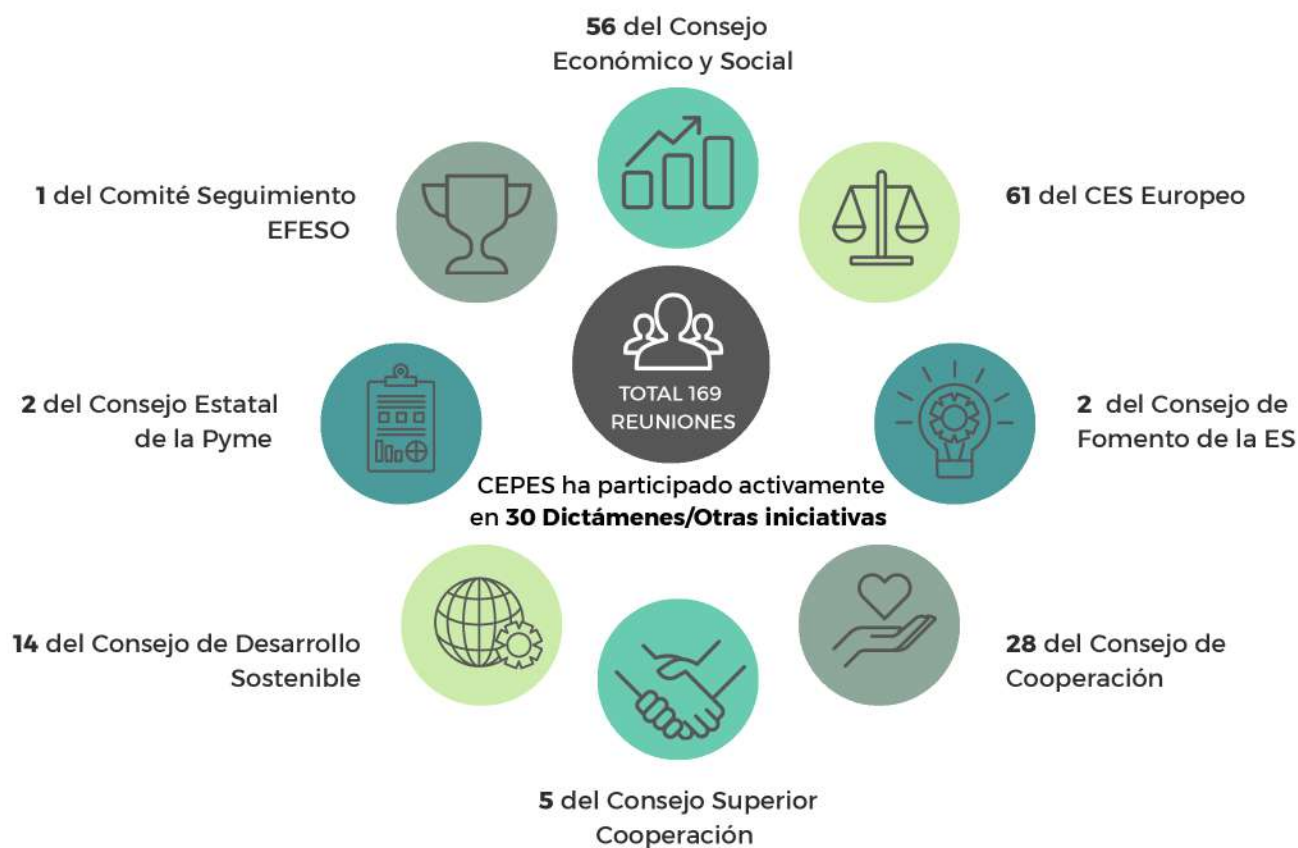 56 del Consejo
Económico y Social
1 del Comité Seguimiento
EFESO
61 del CES Europeo
TOTAL 169
REUNIONES
2 del Consejo Estatal
de la Pyme
2 del Consejo de
Fomento de la ES
CEPES ha participado activamente
en 30 Dictámenes/Otras iniciativas
14 del Consejo de Desarrollo
Sostenible
28 del Consejo de
Cooperación
5 del Consejo Superior
Cooperación